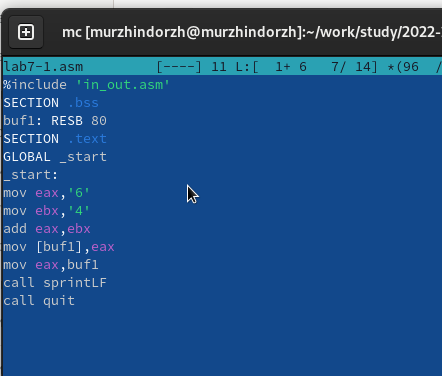 mc [murzhindorzh@murzhindorzh]:~/work/study/2022-
lab7-1.asm [----] 11 L:[ 1+ 6 7/ 14] *(96 /
%include 'in_out.asm'
SECTION .bss
buf1: RESB 80
SECTION .text
GLOBAL _start
_start:
mov eax,'6'
mov ebx,'4'
add eax,ebx
mov [buf1],eax
mov eax,buf1
call sprintLF
call quit